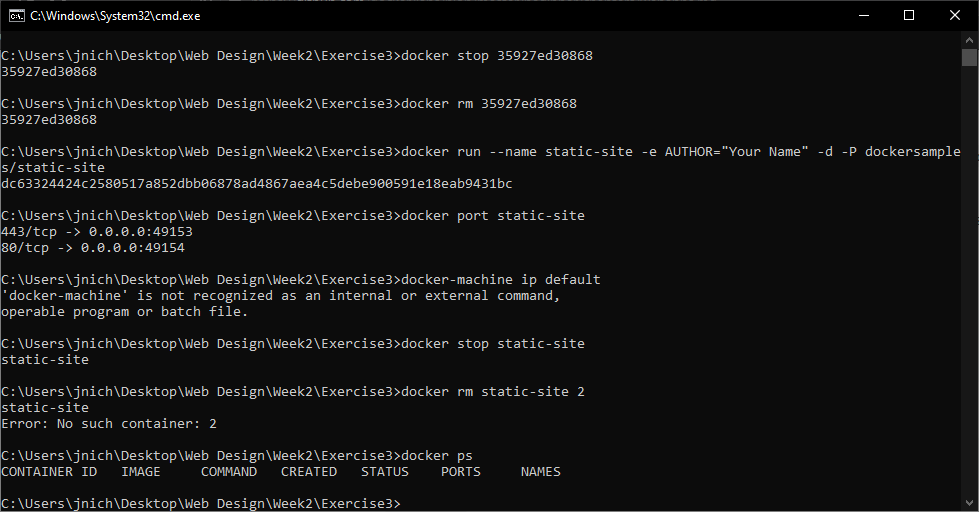 C:\Windows\System32\cmd.exe
C:\Users\jnich\Desktop\Web Design\Week2\Exercise3>docker stop 35927ed30868
35927ed30868
C:\Users\jnich\Desktop\Web Design\Week2\Exercise3>docker rm 35927ed30868
35927ed30868
C:\Users\jnich\Desktop\Web Design\Week2\Exercise3>docker run --name static-site -e AUTHOR="Your Name" -d -P dockersample
s/static-site
dc63324424c2580517a852dbb06878ad4867aea4c5debe900591e18eab9431bc
C:\Users\jnich\Desktop\Web Design\Week2\Exercise3>docker port static-site
443/tcp -> 0.0.0.0:49153
80/tcp -> 0.0.0.0:49154
C:\Users\jnich\Desktop\Web Design\Week2\Exercise3>docker-machine ip default
'docker-machine' is not recognized as an internal or external command,
operable program or batch file.
C:\Users\jnich\Desktop\Web Design\Week2\Exercise3>docker stop static-site
static-site
C:\Users\jnich\Desktop\Web Design\Week2\Exercise3>docker rm static-site 2
static-site
Error: No such container: 2
C:\Users\jnich\Desktop\Web Design\Week2\Exercise3>docker ps
CONTAINER ID   IMAGE     COMMAND   CREATED   STATUS    PORTS     NAMES
C:\Users\jnich\Desktop\Web Design\Week2\Exercise3>